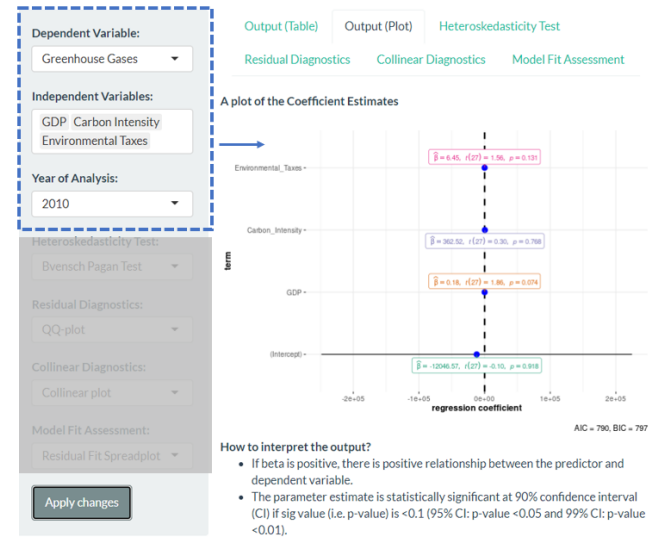 Dependent Variable:
Greenhouse Gases
Independent Variables:
GDP Carbon Intensity
Environmental Taxes
Year of Analysis:
2010
Heteroskedasticity Test:
Bvensch Pagan Test
Residual Diagnostics:
QQ-plot
Collinear Diagnostics:
Collinear plot
Model Fit Assessment:
Residual Fit Spreadplot
Apply changes
Output (Table) Output (Plot) Heteroskedasticity Test
Residual Diagnostics Collinear Diagnostics Model Fit Assessment
A plot of the Coefficient Estimates
β̂ = 6.45, t(27) = 1.56, p = 0.131
Environmental_Taxes
Carbon_Intensity
β̂ = 362.52, t(27) = 0.30, p = 0.768
term
β̂ = 0.18, t(27) = 1.86, p = 0.074
GDP
(Intercept)
β̂ = -12046.57, t(27) = -0.10, p = 0.918
-2e+05 -1e+05 0e+00 1e+05 2e+05
regression coefficient
AIC = 790, BIC = 797
How to interpret the output?
• If beta is positive, there is positive relationship between the predictor and
dependent variable.
• The parameter estimate is statistically significant at 90% confidence interval
(CI) if sig value (i.e. p-value) is <0.1 (95% CI: p-value <0.05 and 99% CI: p-value
<0.01).